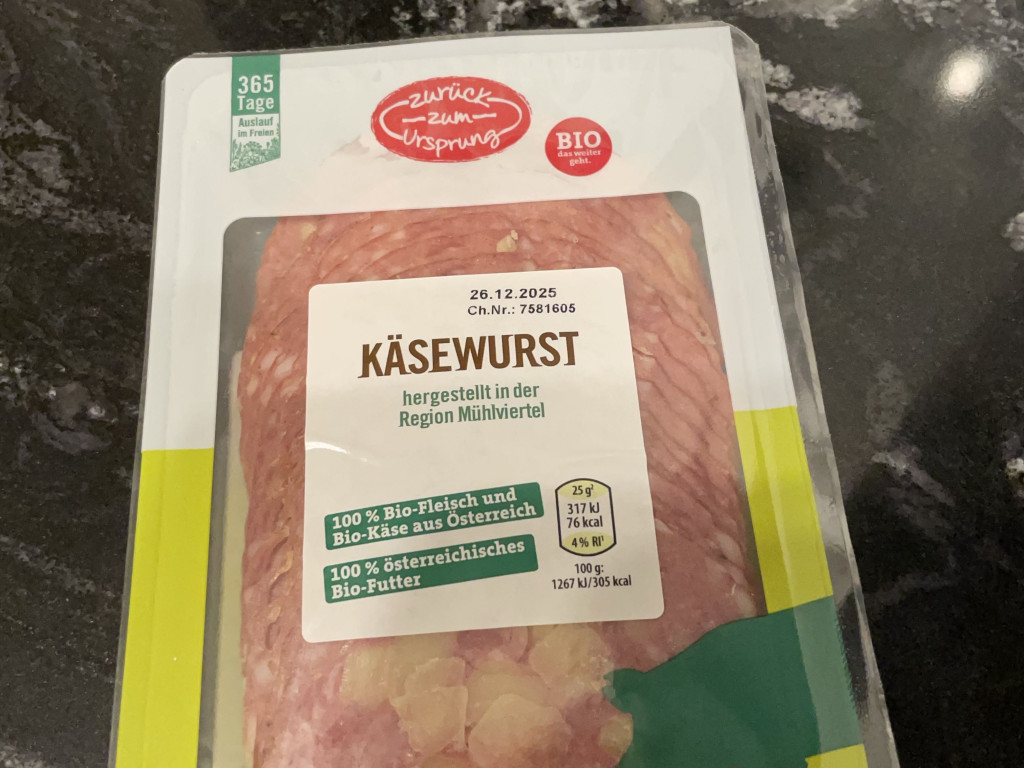 365
Tage
Auslauf
im Freien
zurück
zum
Ursprung
BIO
das weiter
geht.
26.12.2025
Ch.Nr.: 7581605
KÄSEWURST
hergestellt in der
Region Mühlviertel
100 % Bio-Fleisch und
Bio-Käse aus Österreich
100 % österreichisches
Bio-Futter
25 g²
317 kJ
76 kcal
4 % RI¹
100 g:
1267 kJ/305 kcal